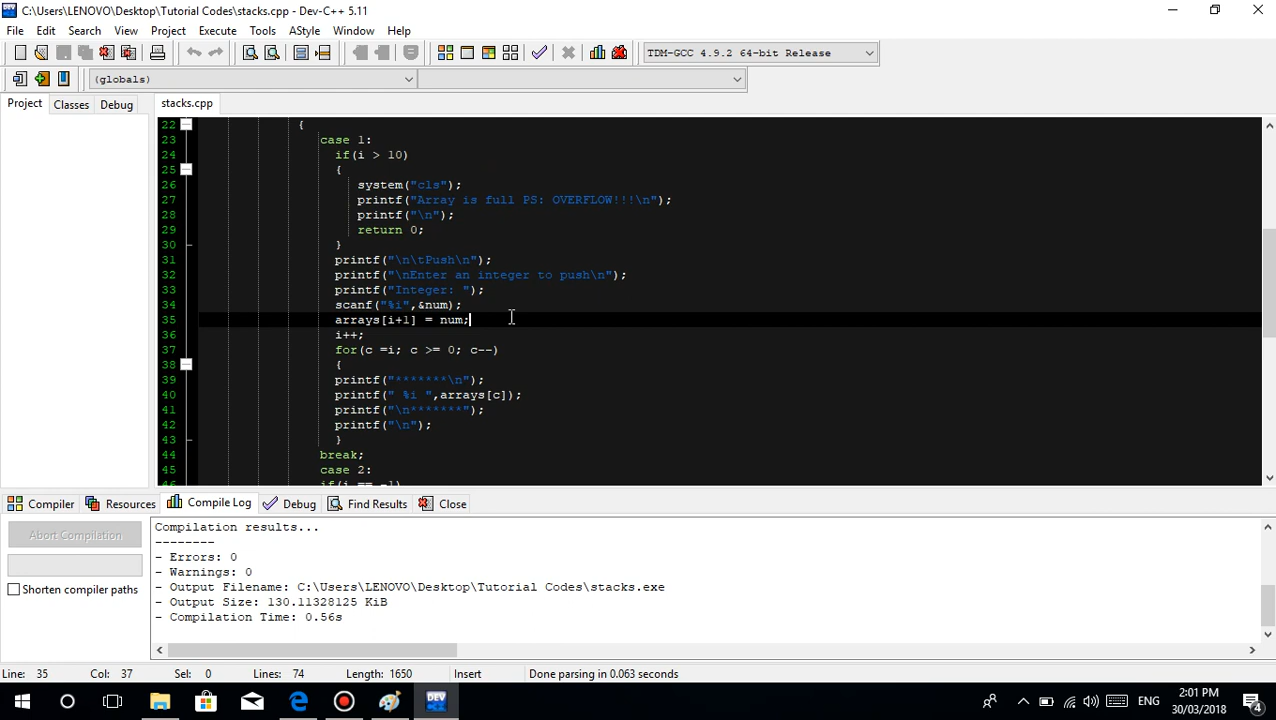 C:\Users\LENOVO\Desktop\Tutorial Codes\stacks.cpp - Dev-C++ 5.11
File Edit Search View Project Execute Tools AStyle Window Help
TDM-GCC 4.9.2 64-bit Release
(globals)
Project Classes Debug stacks.cpp
22 {
23 case 1:
24 if(i > 10)
25 {
26 system("cls");
27 printf("Array is full PS: OVERFLOW!!!\n");
28 printf("\n");
29 return 0;
30 }
31 printf("\n\tPush\n");
32 printf("\nEnter an integer to push\n");
33 printf("Integer: ");
34 scanf("%i",&num);
35 arrays[i+1] = num;
36 i++;
37 for(c =i; c >= 0; c--)
38 {
39 printf("*******\n");
40 printf(" %i ",arrays[c]);
41 printf("\n*******");
42 printf("\n");
43 }
44 break;
45 case 2:
46 if(i == -1)
Compiler Resources Compile Log Debug Find Results Close
Abort Compilation
Shorten compiler paths
Compilation results...
--------
- Errors: 0
- Warnings: 0
- Output Filename: C:\Users\LENOVO\Desktop\Tutorial Codes\stacks.exe
- Output Size: 130.11328125 KiB
- Compilation Time: 0.56s
Line: 35 Col: 37 Sel: 0 Lines: 74 Length: 1650 Insert Done parsing in 0.063 seconds
DEV ENG 2:01 PM
30/03/2018 4